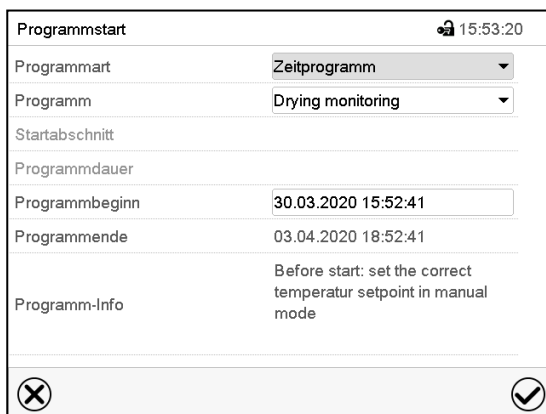 Programmstart 15:53:20
Programmart Zeitprogramm
Programm Drying monitoring
Startabschnitt
Programmdauer
Programmbeginn 30.03.2020 15:52:41
Programmende 03.04.2020 18:52:41
Programm-Info Before start: set the correct
temperatur setpoint in manual
mode